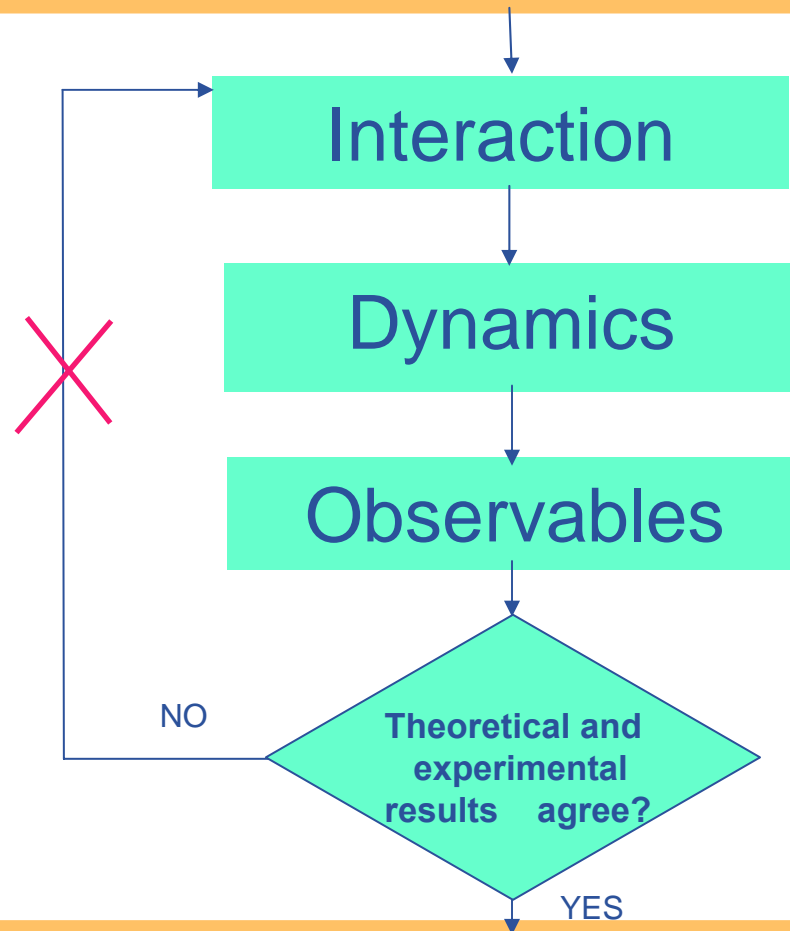 Interaction
Dynamics
Observables
NO
Theoretical and
experimental
results agree?
YES